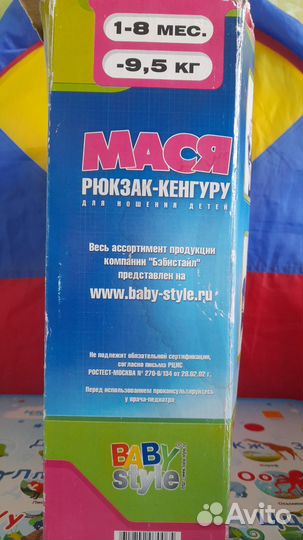 1-8 МЕС.
-9,5 КГ
МАСЯ
РЮКЗАК-КЕНГУРУ
ДЛЯ НОШЕНИЯ ДЕТЕЙ
Весь ассортимент продукции
компании "Бэбистайл"
представлен на
www.baby-style.ru
Не подлежит обязательной сертификации,
согласно письма РЦИС
РОСТЕСТ-МОСКВА № 270-6/134 от 28.02.02 г.
Перед использованием проконсультируйтесь
у врача-педиатра
BABY
style
Avito